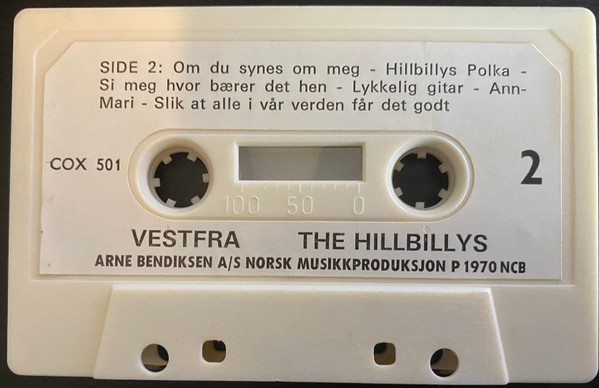 SIDE 2: Om du synes om meg - Hillbillys Polka -
Si meg hvor bærer det hen - Lykkelig gitar - Ann-
Mari - Slik at alle i vår verden får det godt
COX 501
2
100 50 0
VESTFRA THE HILLBILLYS
ARNE BENDIKSEN A/S NORSK MUSIKKPRODUKSJON P 1970 NCB